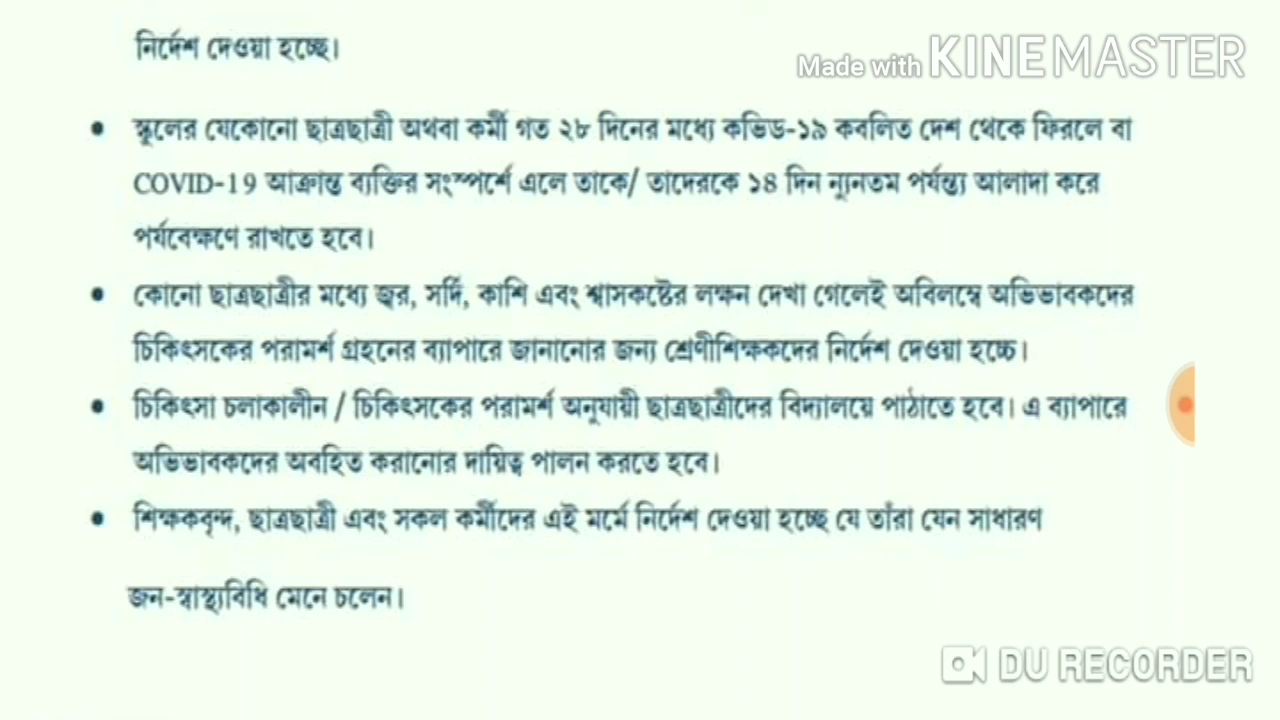 নির্দেশ দেওয়া হচ্ছে।
Made with KINEMASTER
• স্কুলের যেকোনো ছাত্রছাত্রী অথবা কর্মী গত ২৮ দিনের মধ্যে কভিড-১৯ কবলিত দেশ থেকে ফিরলে বা
COVID-19 আক্রান্ত ব্যক্তির সংস্পর্শে এলে তাকে/ তাদেরকে ১৪ দিন ন্যূনতম পর্যন্ত্য আলাদা করে
পর্যবেক্ষণে রাখতে হবে।
• কোনো ছাত্রছাত্রীর মধ্যে জ্বর, সর্দি, কাশি এবং শ্বাসকষ্টের লক্ষন দেখা গেলেই অবিলম্বে অভিভাবকদের
চিকিৎসকের পরামর্শ গ্রহনের ব্যাপারে জানানোর জন্য শ্রেণীশিক্ষকদের নির্দেশ দেওয়া হচ্চে।
• চিকিৎসা চলাকালীন / চিকিৎসকের পরামর্শ অনুযায়ী ছাত্রছাত্রীদের বিদ্যালয়ে পাঠাতে হবে। এ ব্যাপারে
অভিভাবকদের অবহিত করানোর দায়িত্ব পালন করতে হবে।
• শিক্ষকবৃন্দ, ছাত্রছাত্রী এবং সকল কর্মীদের এই মর্মে নির্দেশ দেওয়া হচ্ছে যে তাঁরা যেন সাধারণ
জন-স্বাস্থ্যবিধি মেনে চলেন।
DU RECORDER